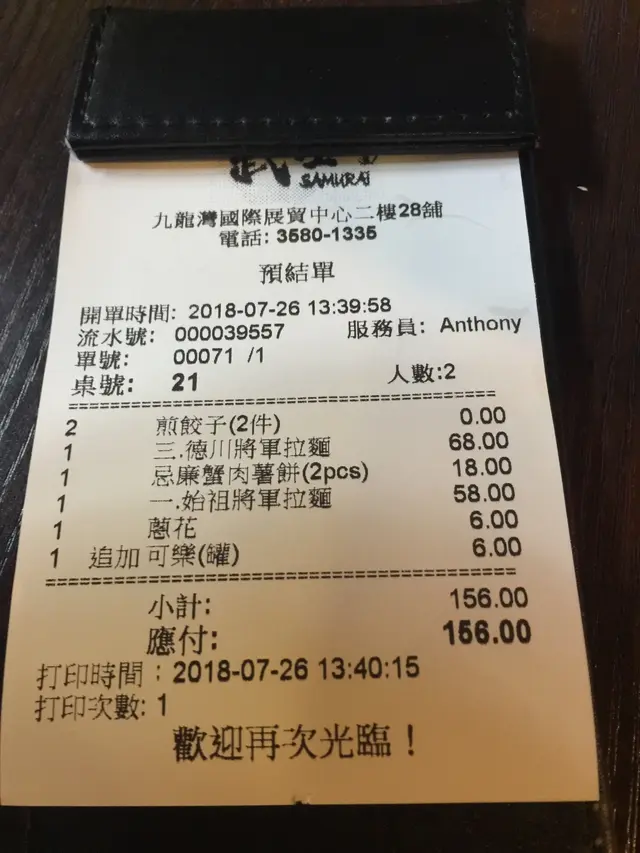 SAMURAI
九龍灣國際展貿中心二樓28舖
電話: 3580-1335
預結單
開單時間: 2018-07-26 13:39:58
流水號: 000039557 服務員: Anthony
單號: 00071 /1
桌號: 21 人數:2
2 煎餃子(2件) 0.00
1 三.德川將軍拉麵 68.00
1 忌廉蟹肉薯餅(2pcs) 18.00
1 一.始祖將軍拉麵 58.00
1 蔥花 6.00
1 追加 可樂(罐) 6.00
小計: 156.00
應付: 156.00
打印時間：2018-07-26 13:40:15
打印次數: 1
歡迎再次光臨！